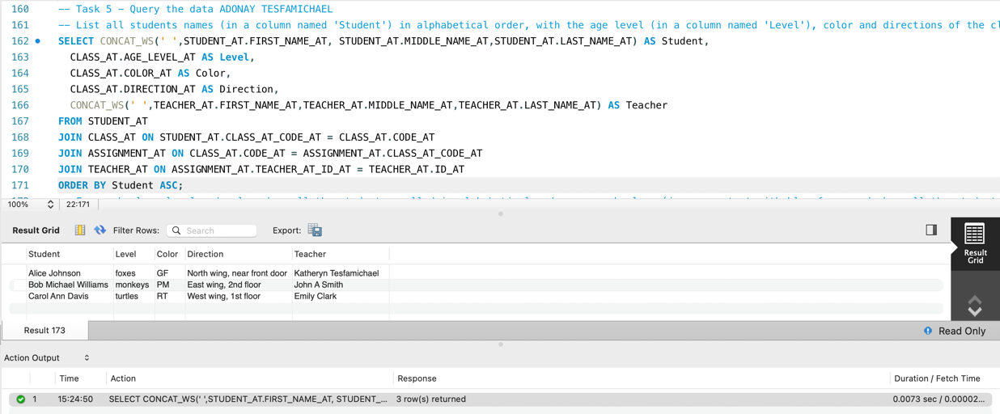 160 -- Task 5 - Query the data ADONAY TESFAMICHAEL
161 -- List all students names (in a column named 'Student') in alphabetical order, with the age level (in a column named 'Level'), color and directions of the
162 SELECT CONCAT_WS(' ',STUDENT_AT.FIRST_NAME_AT, STUDENT_AT.MIDDLE_NAME_AT,STUDENT_AT.LAST_NAME_AT) AS Student,
163 CLASS_AT.AGE_LEVEL_AT AS Level,
164 CLASS_AT.COLOR_AT AS Color,
165 CLASS_AT.DIRECTION_AT AS Direction,
166 CONCAT_WS(' ',TEACHER_AT.FIRST_NAME_AT,TEACHER_AT.MIDDLE_NAME_AT,TEACHER_AT.LAST_NAME_AT) AS Teacher
167 FROM STUDENT_AT
168 JOIN CLASS_AT ON STUDENT_AT.CLASS_AT_CODE_AT = CLASS_AT.CODE_AT
169 JOIN ASSIGNMENT_AT ON CLASS_AT.CODE_AT = ASSIGNMENT_AT.CLASS_AT_CODE_AT
170 JOIN TEACHER_AT ON ASSIGNMENT_AT.TEACHER_AT_ID_AT = TEACHER_AT.ID_AT
171 ORDER BY Student ASC;
100% 22:171
Result Grid Filter Rows: Search Export:
Student Level Color Direction Teacher
Alice Johnson foxes GF North wing, near front door Katheryn Tesfamichael
Bob Michael Williams monkeys PM East wing, 2nd floor John A Smith
Carol Ann Davis turtles RT West wing, 1st floor Emily Clark
Result
Grid
Result 173 Read Only
Action Output
Time Action Response Duration / Fetch Time
1 15:24:50 SELECT CONCAT_WS(' ',STUDENT_AT.FIRST_NAME_AT, STUDENT_... 3 row(s) returned 0.0073 sec / 0.00002...